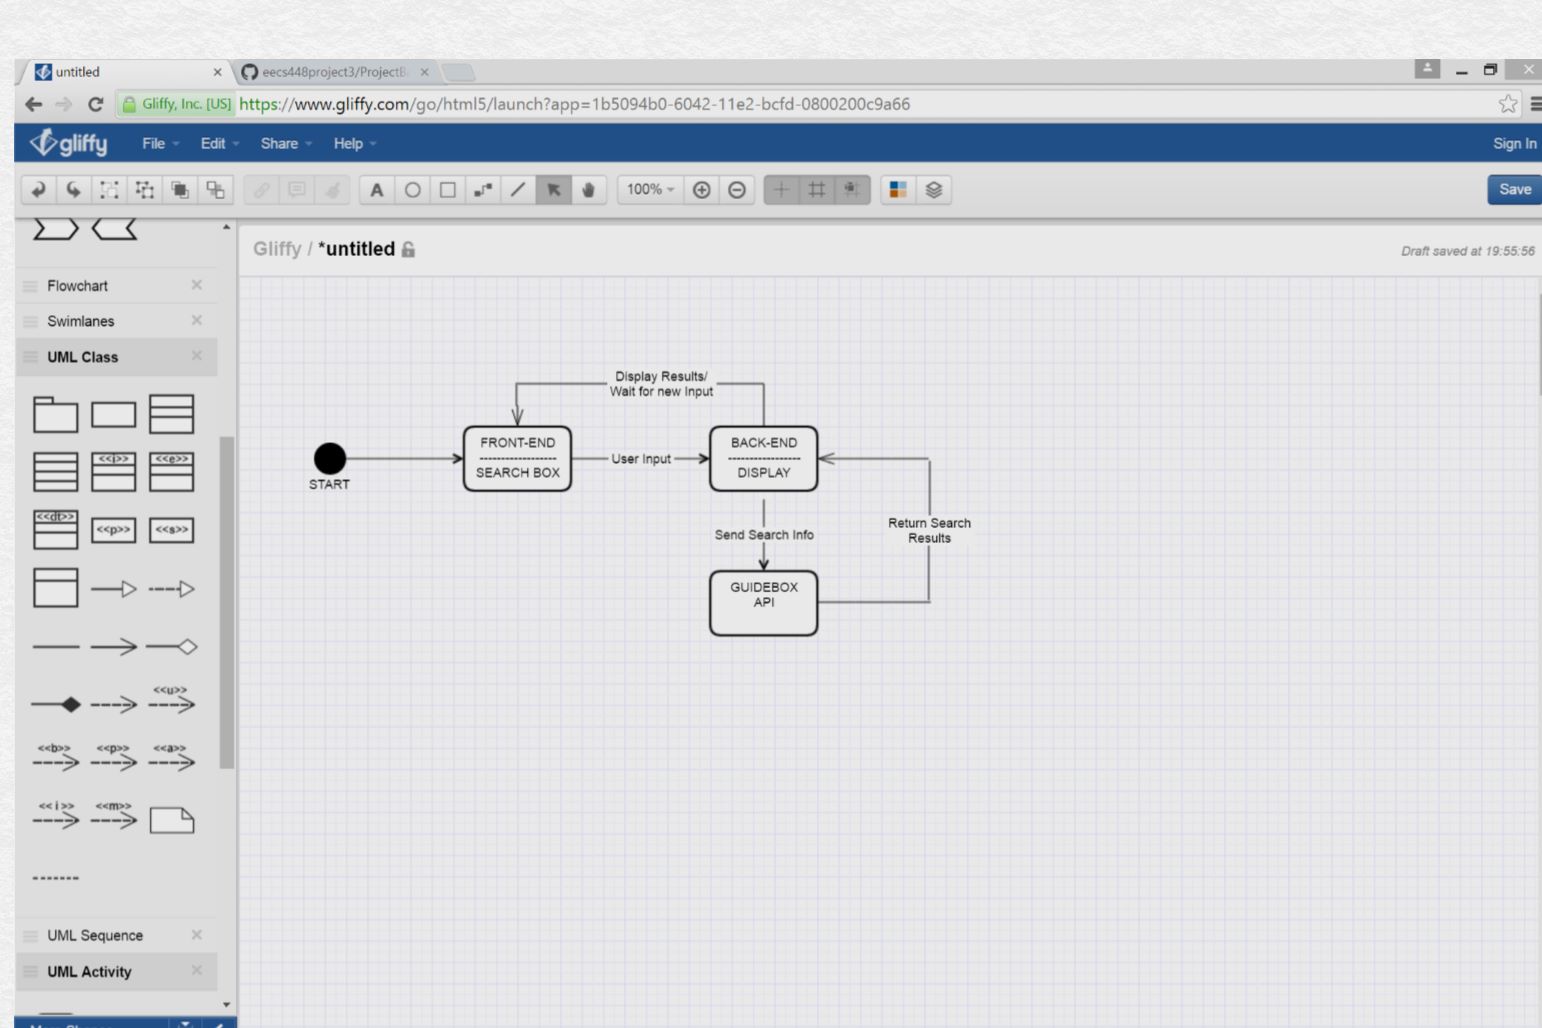 untitled
eecs448project3/ProjectB
Gliffy, Inc. [US]
https://www.gliffy.com/go/html5/launch?app=1b5094b0-6042-11e2-bcfd-0800200c9a66
gliffy
File
Edit
Share
Help
Sign In
A
100%
Save
Gliffy / *untitled
Draft saved at 19:55:56
Flowchart
Swimlanes
UML Class
<<i>>
<<e>>
<<dt>>
<<p>>
<<s>>
<<u>>
<<b>>
<<p>>
<<a>>
<<i>>
<<m>>
UML Sequence
UML Activity
Display Results/
Wait for new Input
START
FRONT-END
SEARCH BOX
User Input
BACK-END
DISPLAY
Send Search Info
Return Search
Results
GUIDEBOX
API